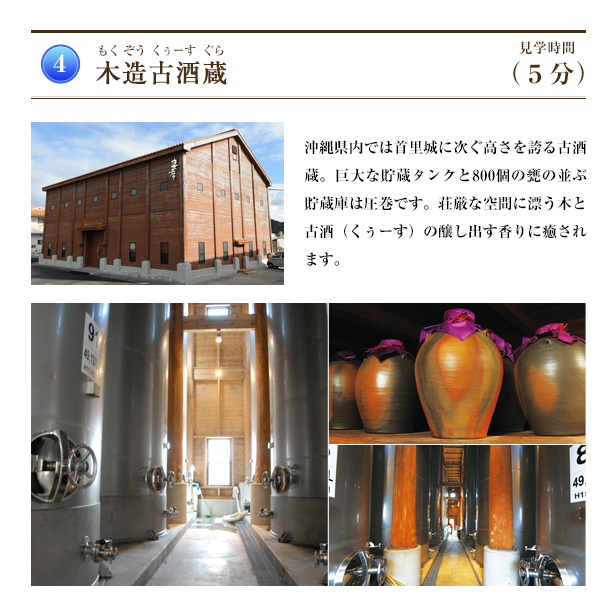 4
もくぞうくぅーすぐら
木造古酒蔵
見学時間
（5分）
沖縄県内では首里城に次ぐ高さを誇る古酒
蔵。巨大な貯蔵タンクと800個の甕の並ぶ
貯蔵庫は圧巻です。荘厳な空間に漂う木と
古酒（くぅーす）の醸し出す香りに癒され
ます。
9